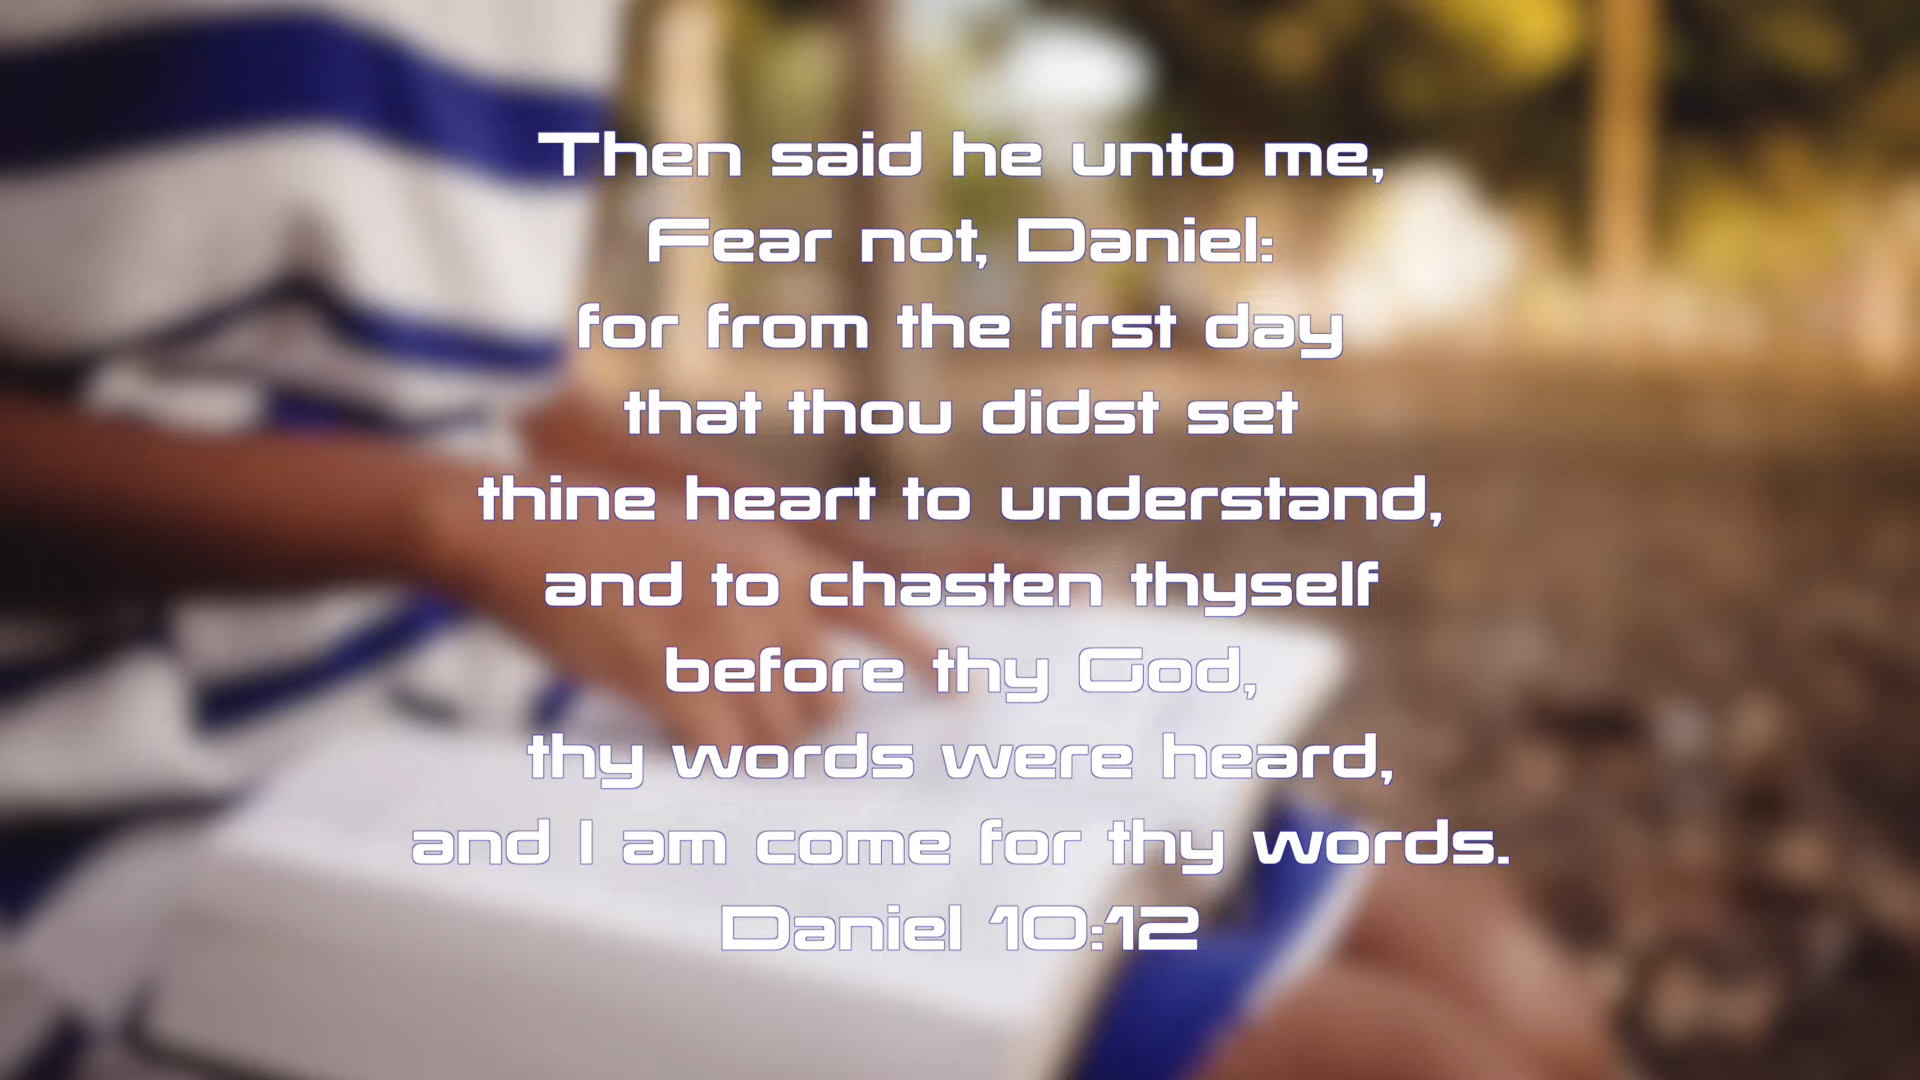 Then said he unto me,
Fear not, Daniel:
for from the first day
that thou didst set
thine heart to understand,
and to chasten thyself
before thy God,
thy words were heard,
and I am come for thy words.
Daniel 10:12